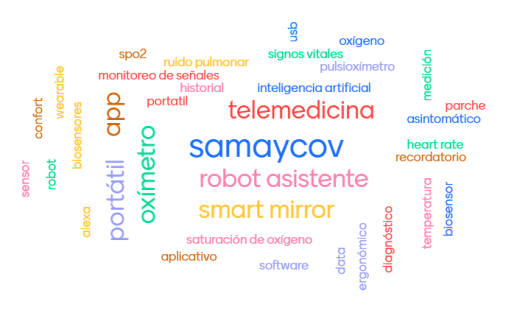 usb
oxígeno
spo2
signos vitales
ruido pulmonar
pulsioxímetro
monitoreo de señales
medición
wearable
historial
inteligencia artificial
confort
app
portatil
telemedicina
parche
biosensores
asintomático
oxímetro
samaycov
heart rate
recordatorio
sensor
robot
portátil
robot asistente
alexa
smart mirror
temperatura
biosensor
saturación de oxígeno
diagnóstico
aplicativo
software
data
ergonómico